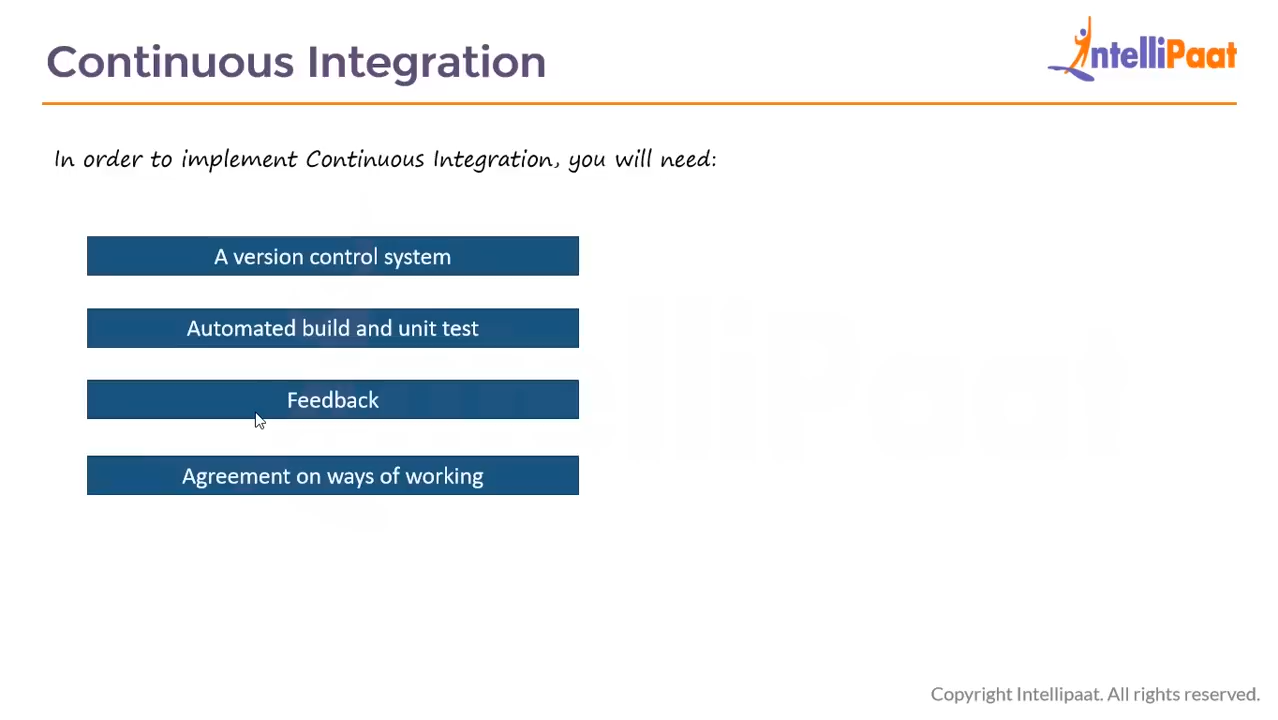 Continuous Integration
IntelliPaat
In order to implement Continuous Integration, you will need:
A version control system
Automated build and unit test
Feedback
Agreement on ways of working
Copyright Intellipaat. All rights reserved.